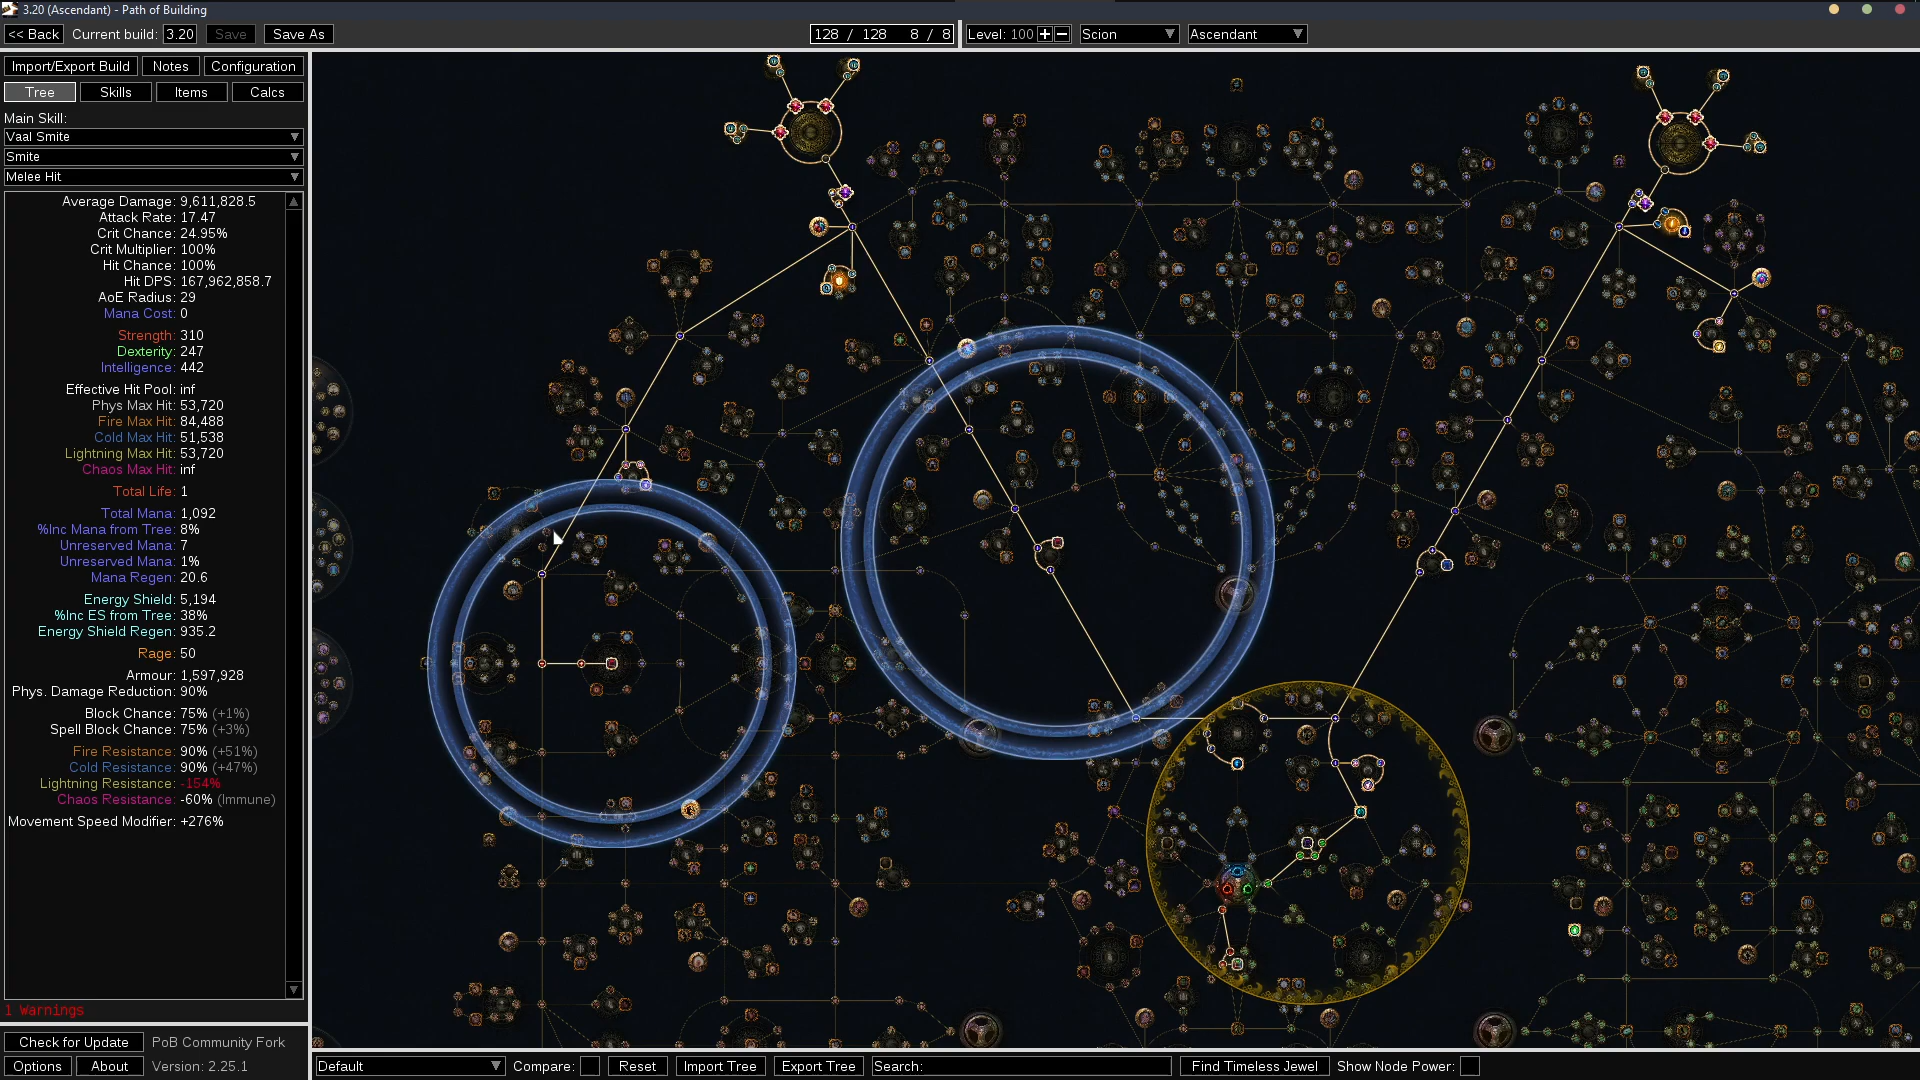 3.20 (Ascendant) - Path of Building
<< Back Current build: 3.20 Save Save As 128 / 128 8 / 8 Level: 100 + - Scion Ascendant
Import/Export Build Notes Configuration
Tree Skills Items Calcs
Main Skill:
Vaal Smite
Smite
Melee Hit
Average Damage: 9,611,828.5
Attack Rate: 17.47
Crit Chance: 24.95%
Crit Multiplier: 100%
Hit Chance: 100%
Hit DPS: 167,962,858.7
AoE Radius: 29
Mana Cost: 0
Strength: 310
Dexterity: 247
Intelligence: 442
Effective Hit Pool: inf
Phys Max Hit: 53,720
Fire Max Hit: 84,488
Cold Max Hit: 51,538
Lightning Max Hit: 53,720
Chaos Max Hit: inf
Total Life: 1
Total Mana: 1,092
%Inc Mana from Tree: 8%
Unreserved Mana: 7
Unreserved Mana: 1%
Mana Regen: 20.6
Energy Shield: 5,194
%Inc ES from Tree: 38%
Energy Shield Regen: 935.2
Rage: 50
Armour: 1,597,928
Phys. Damage Reduction: 90%
Block Chance: 75% (+1%)
Spell Block Chance: 75% (+3%)
Fire Resistance: 90% (+51%)
Cold Resistance: 90% (+47%)
Lightning Resistance: -154%
Chaos Resistance: -60% (Immune)
Movement Speed Modifier: +276%
1 Warnings
Check for Update PoB Community Fork
Options About Version: 2.25.1
Default Compare: Reset Import Tree Export Tree Search: Find Timeless Jewel Show Node Power: